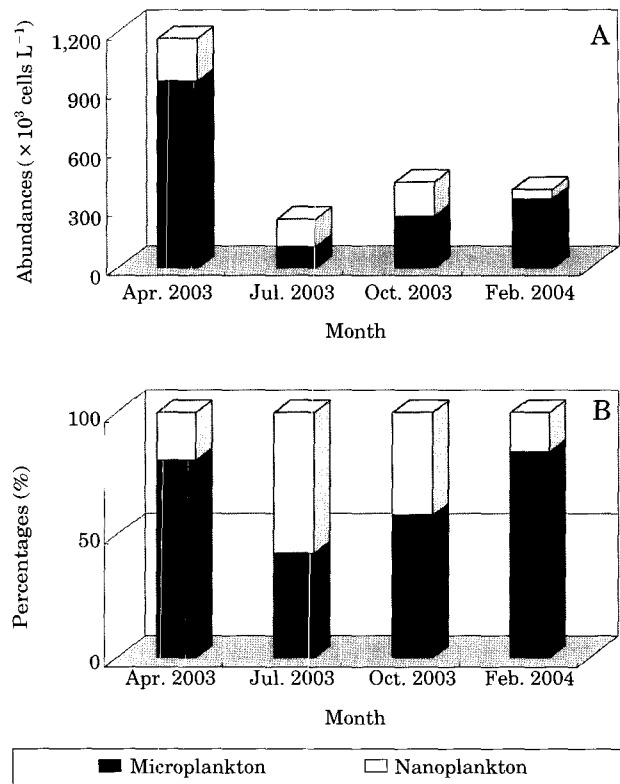 A
Abundances (× 10³ cells L⁻¹)
1,200
900
600
300
0
Apr. 2003 Jul. 2003 Oct. 2003 Feb. 2004
Month
B
Percentages (%)
100
50
0
Apr. 2003 Jul. 2003 Oct. 2003 Feb. 2004
Month
Microplankton Nanoplankton